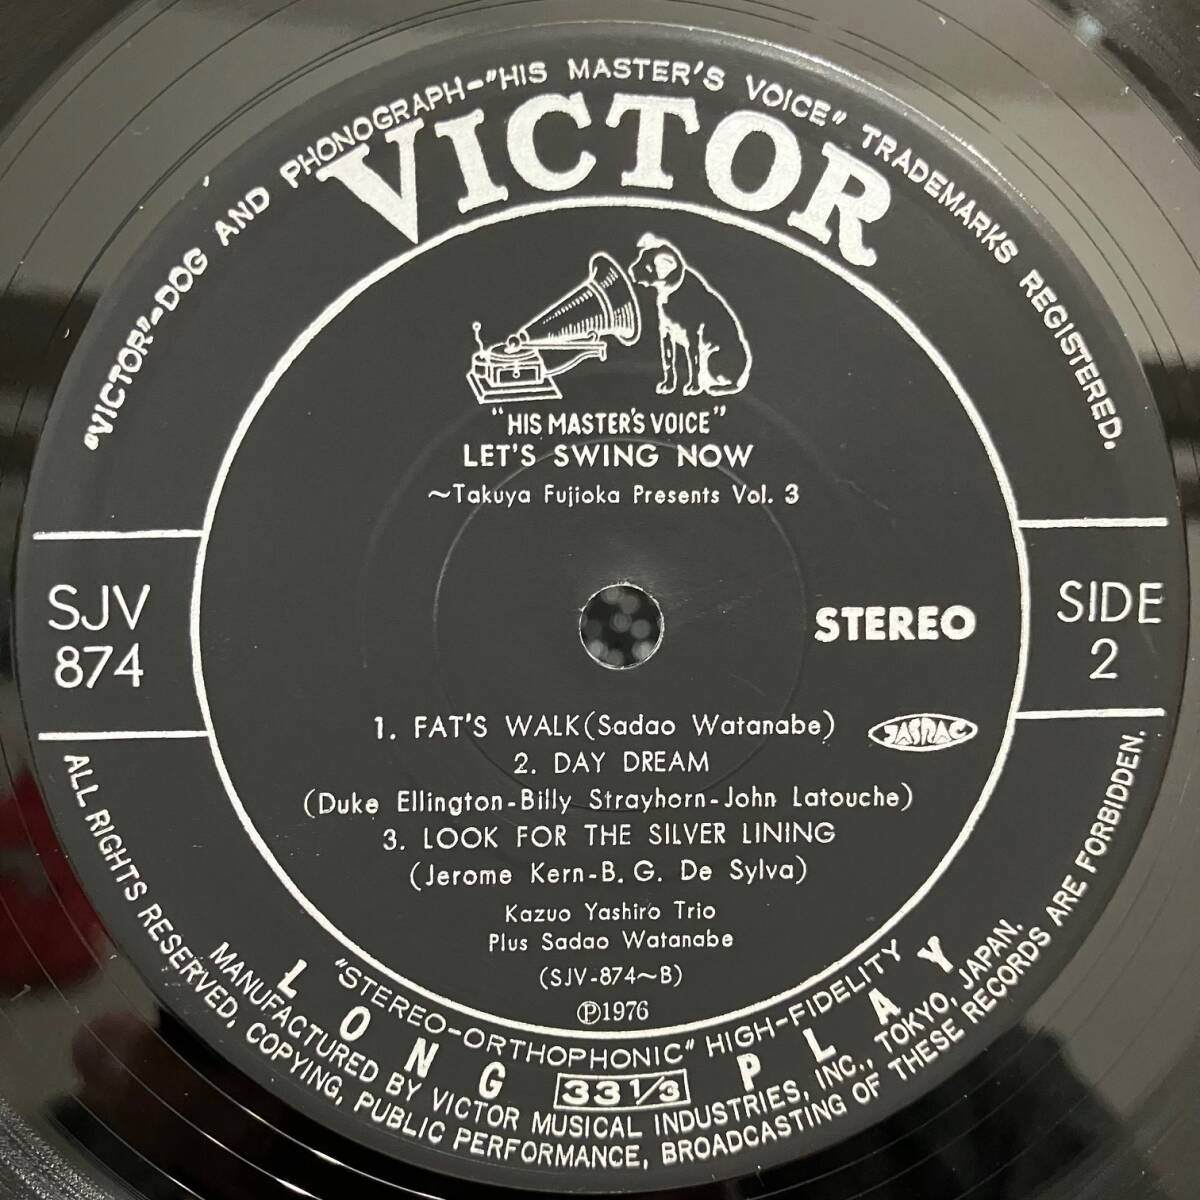 "VICTOR"-DOG AND PHONOGRAPH-"HIS MASTER'S VOICE" TRADEMARKS REGISTERED.
VICTOR
"HIS MASTER'S VOICE"
LET'S SWING NOW
~Takuya Fujioka Presents Vol. 3
SJV
874
STEREO
SIDE
2
1. FAT'S WALK(Sadao Watanabe)
JASRAC
2. DAY DREAM
(Duke Ellington-Billy Strayhorn-John Latouche)
3. LOOK FOR THE SILVER LINING
(Jerome Kern-B. G. De Sylva)
Kazuo Yashiro Trio
Plus Sadao Watanabe
(SJV-874~B)
Ⓟ1976
"STEREO-ORTHOPHONIC" HIGH-FIDELITY
LONG 33 1/3 PLAY
MANUFACTURED BY VICTOR MUSICAL INDUSTRIES, INC., TOKYO, JAPAN.
ALL RIGHTS RESERVED, COPYING, PUBLIC PERFORMANCE, BROADCASTING OF THESE RECORDS ARE FORBIDDEN.